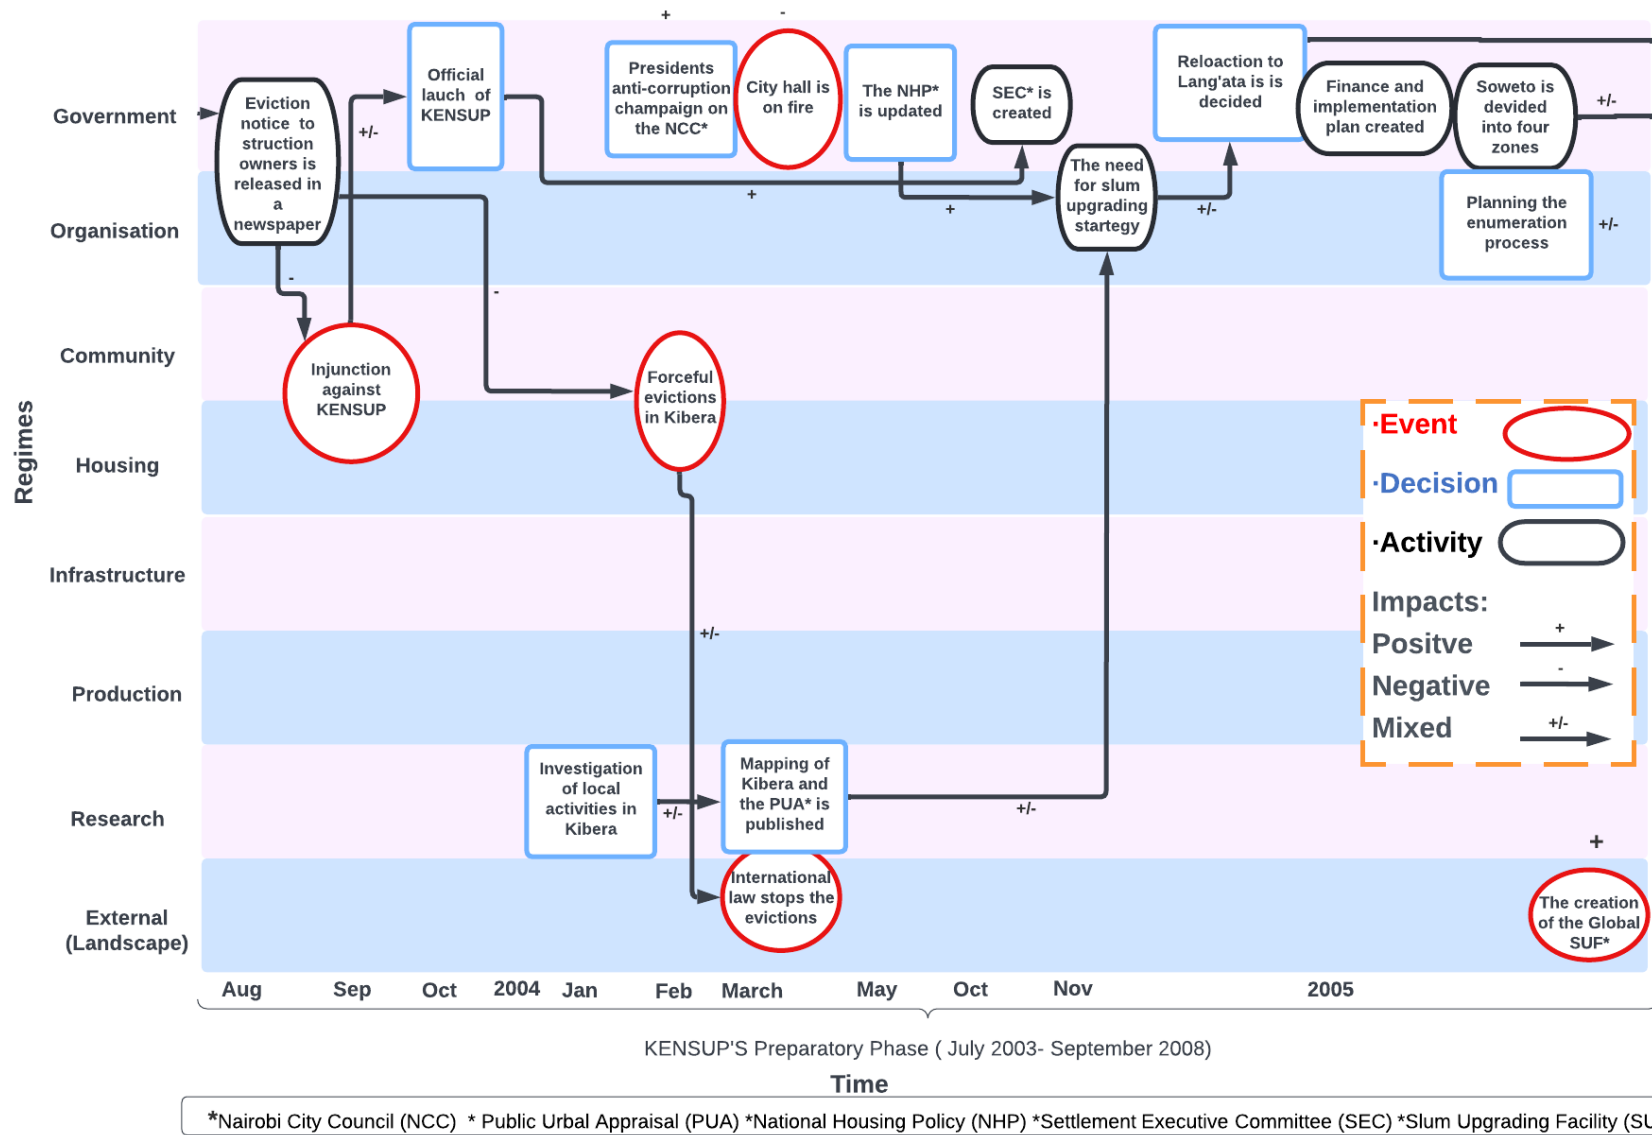 +
-
Government
Eviction
notice to
struction
owners is
released in
a
newspaper
+/-
Official
lauch of
KENSUP
Presidents
anti-corruption
champaign on
the NCC*
City hall is
on fire
The NHP*
is updated
SEC* is
created
Reloaction to
Lang'ata is is
decided
Finance and
implementation
plan created
Soweto is
devided
into four
zones
+/-
Organisation
+
+
The need
for slum
upgrading
startegy
+/-
Planning the
enumeration
process
+/-
-
-
Community
Injunction
against
KENSUP
Forceful
evictions
in Kibera
Regimes
Housing
Infrastructure
+/-
Production
Research
Investigation
of local
activities in
Kibera
+/-
Mapping of
Kibera and
the PUA* is
published
+/-
+
External
(Landscape)
International
law stops the
evictions
The creation
of the Global
SUF*
·Event
·Decision
·Activity
Impacts:
Positve
+
Negative
-
Mixed
+/-
Aug Sep Oct 2004 Jan Feb March May Oct Nov 2005
KENSUP'S Preparatory Phase ( July 2003- September 2008)
Time
*Nairobi City Council (NCC) * Public Urban Appraisal (PUA) *National Housing Policy (NHP) *Settlement Executive Committee (SEC) *Slum Upgrading Facility (SU